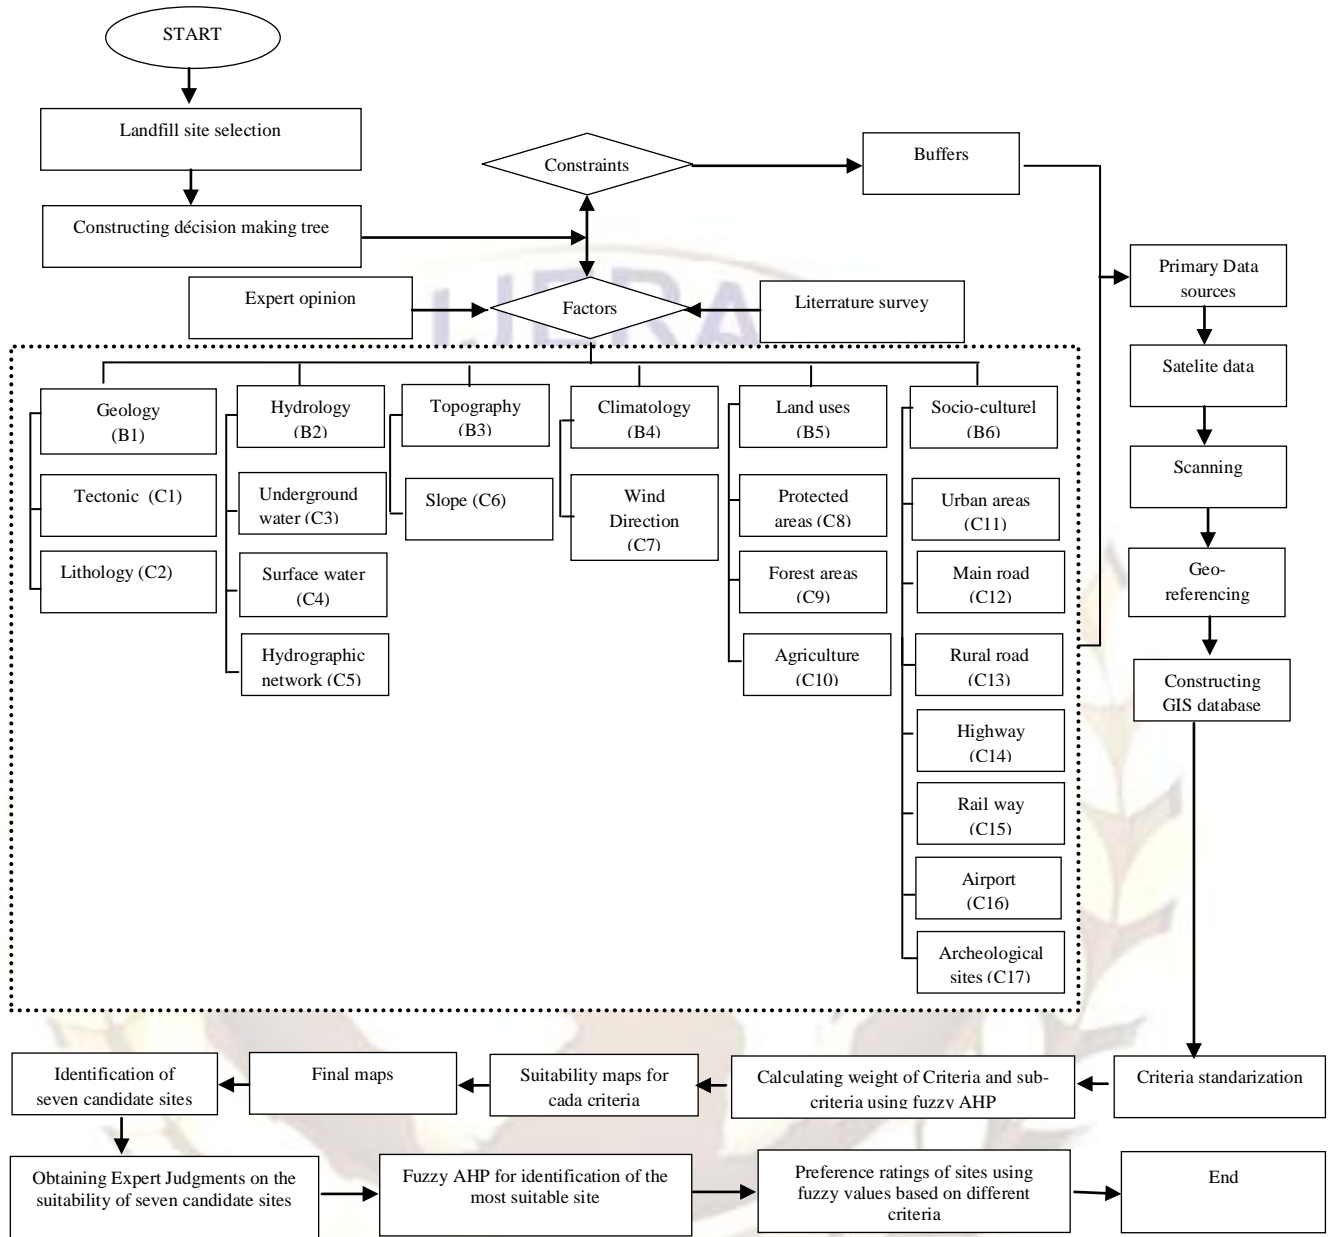 START
Landfill site selection
Constructing décision making tree
Constraints
Buffers
Expert opinion
Factors
Literrature survey
IJERA
Primary Data
sources
Satelite data
Scanning
Geo-
referencing
Constructing
GIS database
Geology
(B1)
Tectonic (C1)
Lithology (C2)
Hydrology
(B2)
Underground
water (C3)
Surface water
(C4)
Hydrographic
network (C5)
Topography
(B3)
Slope (C6)
Climatology
(B4)
Wind
Direction
(C7)
Land uses
(B5)
Protected
areas (C8)
Forest areas
(C9)
Agriculture
(C10)
Socio-culturel
(B6)
Urban areas
(C11)
Main road
(C12)
Rural road
(C13)
Highway
(C14)
Rail way
(C15)
Airport
(C16)
Archeological
sites (C17)
Criteria standarization
Calculating weight of Criteria and sub-
criteria using fuzzy AHP
Suitability maps for
cada criteria
Final maps
Identification of
seven candidate sites
Obtaining Expert Judgments on the
suitability of seven candidate sites
Fuzzy AHP for identification of the
most suitable site
Preference ratings of sites using
fuzzy values based on different
criteria
End